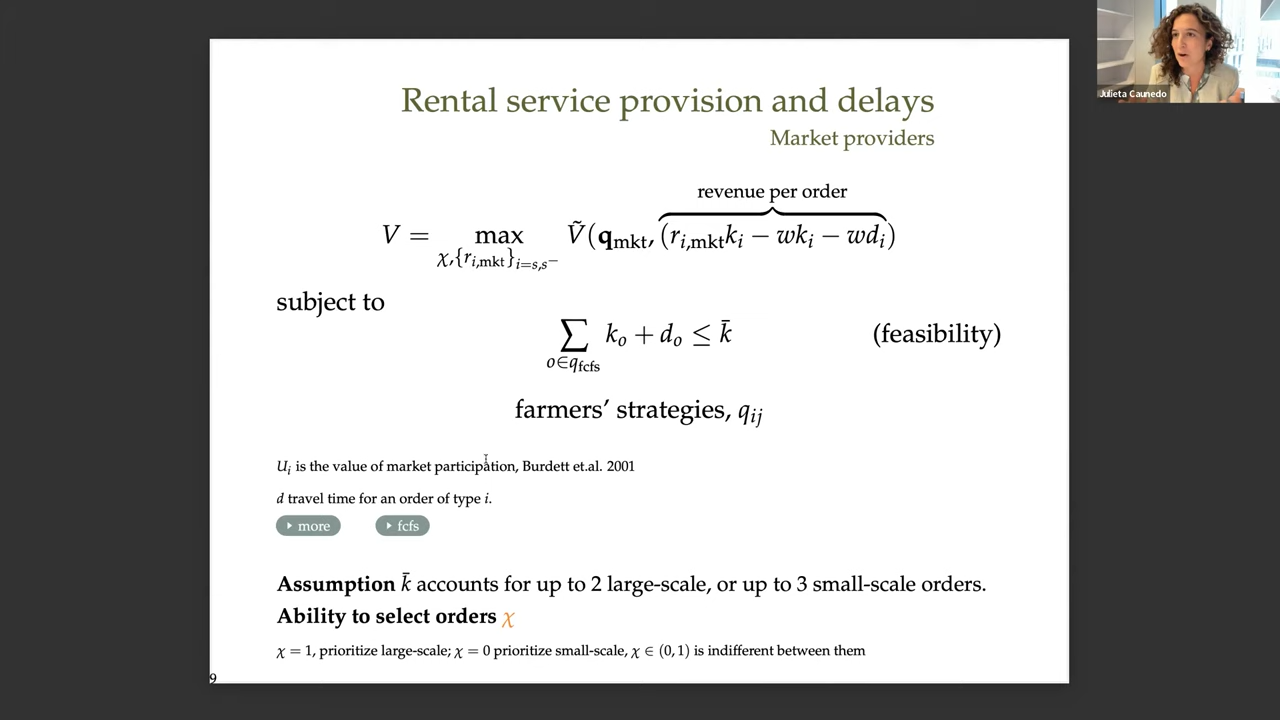 Rental service provision and delays
Market providers
revenue per order
V = max Ṽ(q_mkt, (r_{i,mkt}k_i − wk_i − wd_i)
χ,{r_{i,mkt}}_{i=s,s⁻}
subject to
∑ k_o + d_o ≤ k̄ (feasibility)
o∈q_fcfs
farmers’ strategies, q_{ij}
U_i is the value of market participation, Burdett et.al. 2001
d travel time for an order of type i.
more fcfs
Assumption k̄ accounts for up to 2 large-scale, or up to 3 small-scale orders.
Ability to select orders χ
χ = 1, prioritize large-scale; χ = 0 prioritize small-scale, χ ∈ (0, 1) is indifferent between them
9
Julieta Caunedo